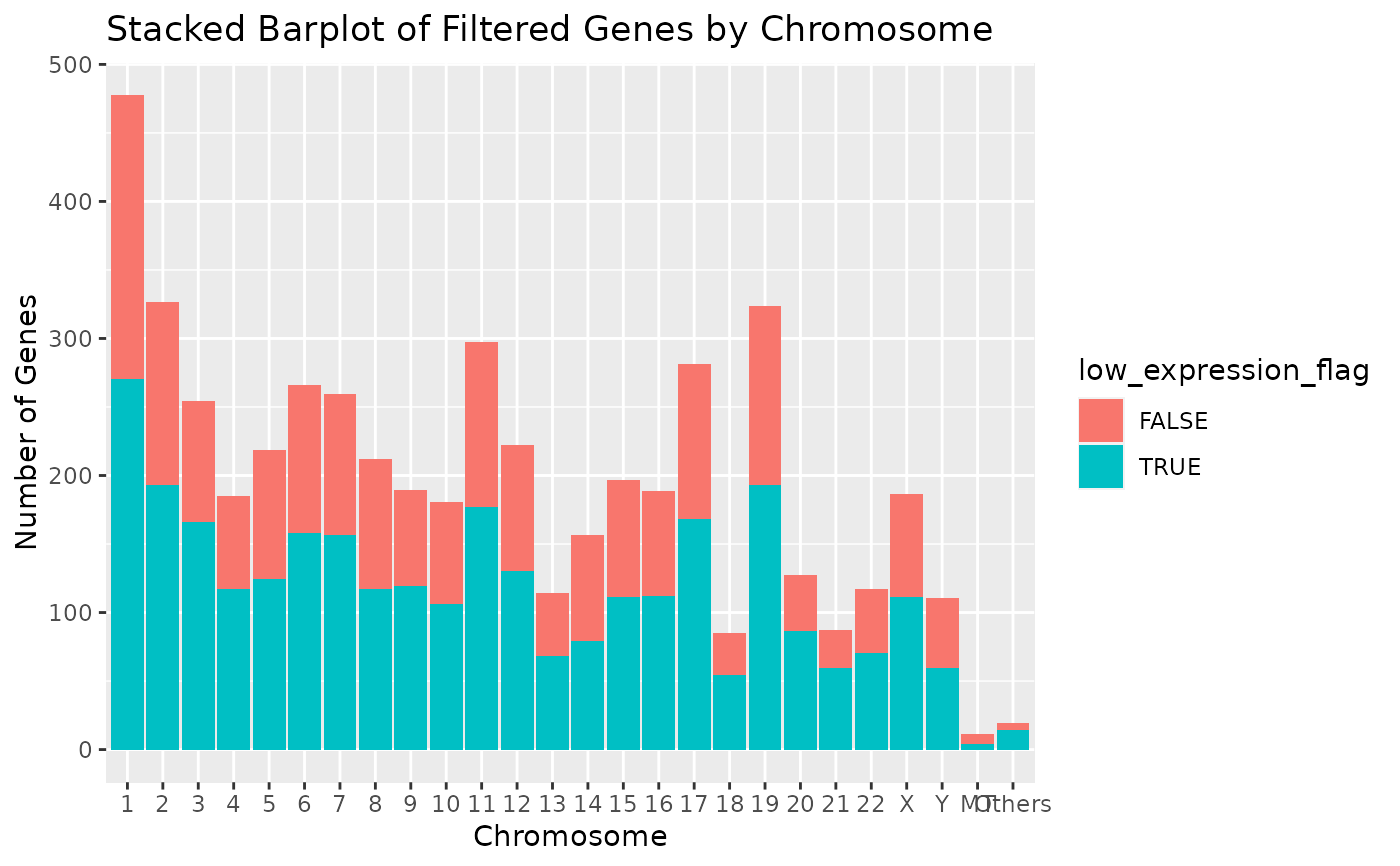 Stacked Barplot of Filtered Genes by Chromosome
Number of Genes
500
400
300
200
100
0
1 2 3 4 5 6 7 8 9 10 11 12 13 14 15 16 17 18 19 20 21 22 X Y MT Others
Chromosome
low_expression_flag
FALSE
TRUE